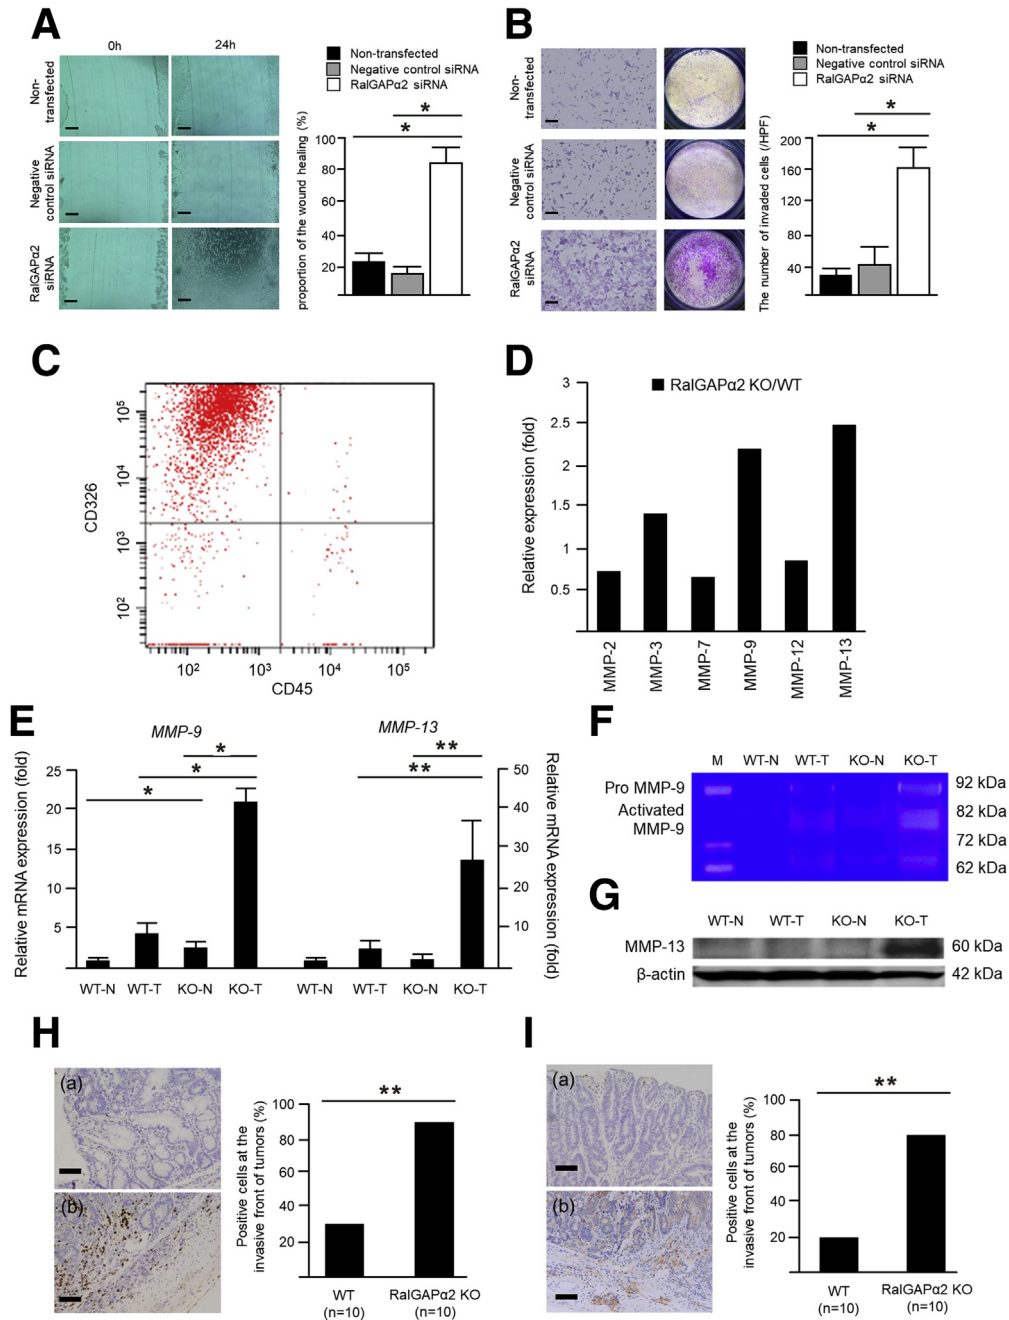 A
0h
24h
Non-
transfected
Negative
control siRNA
RalGAPα2
siRNA
Non-transfected
Negative control siRNA
RalGAPα2 siRNA
proportion of the wound healing (%)
100
80
60
40
20
*
*
B
Non-
transfected
Negative
control siRNA
RalGAPα2
siRNA
Non-transfected
Negative control siRNA
RalGAPα2 siRNA
The number of invaded cells (/HPF)
200
160
120
80
40
*
*
C
CD326
10⁵
10⁴
10³
10²
10² 10³ 10⁴ 10⁵
CD45
D
RalGAPα2 KO/WT
Relative expression (fold)
3
2.5
2
1.5
1
0.5
MMP-2
MMP-3
MMP-7
MMP-9
MMP-12
MMP-13
E
MMP-9
MMP-13
Relative mRNA expression (fold)
25
20
15
10
5
*
*
*
**
**
50
40
30
20
10
Relative mRNA expression (fold)
WT-N WT-T KO-N KO-T WT-N WT-T KO-N KO-T
F
M WT-N WT-T KO-N KO-T
Pro MMP-9
Activated
MMP-9
92 kDa
82 kDa
72 kDa
62 kDa
G
WT-N WT-T KO-N KO-T
MMP-13
60 kDa
β-actin
42 kDa
H
(a)
(b)
Positive cells at the
invasive front of tumors (%)
100
80
60
40
20
**
WT
(n=10)
RalGAPα2 KO
(n=10)
I
(a)
(b)
Positive cells at the
invasive front of tumors (%)
100
80
60
40
20
**
WT
(n=10)
RalGAPα2 KO
(n=10)